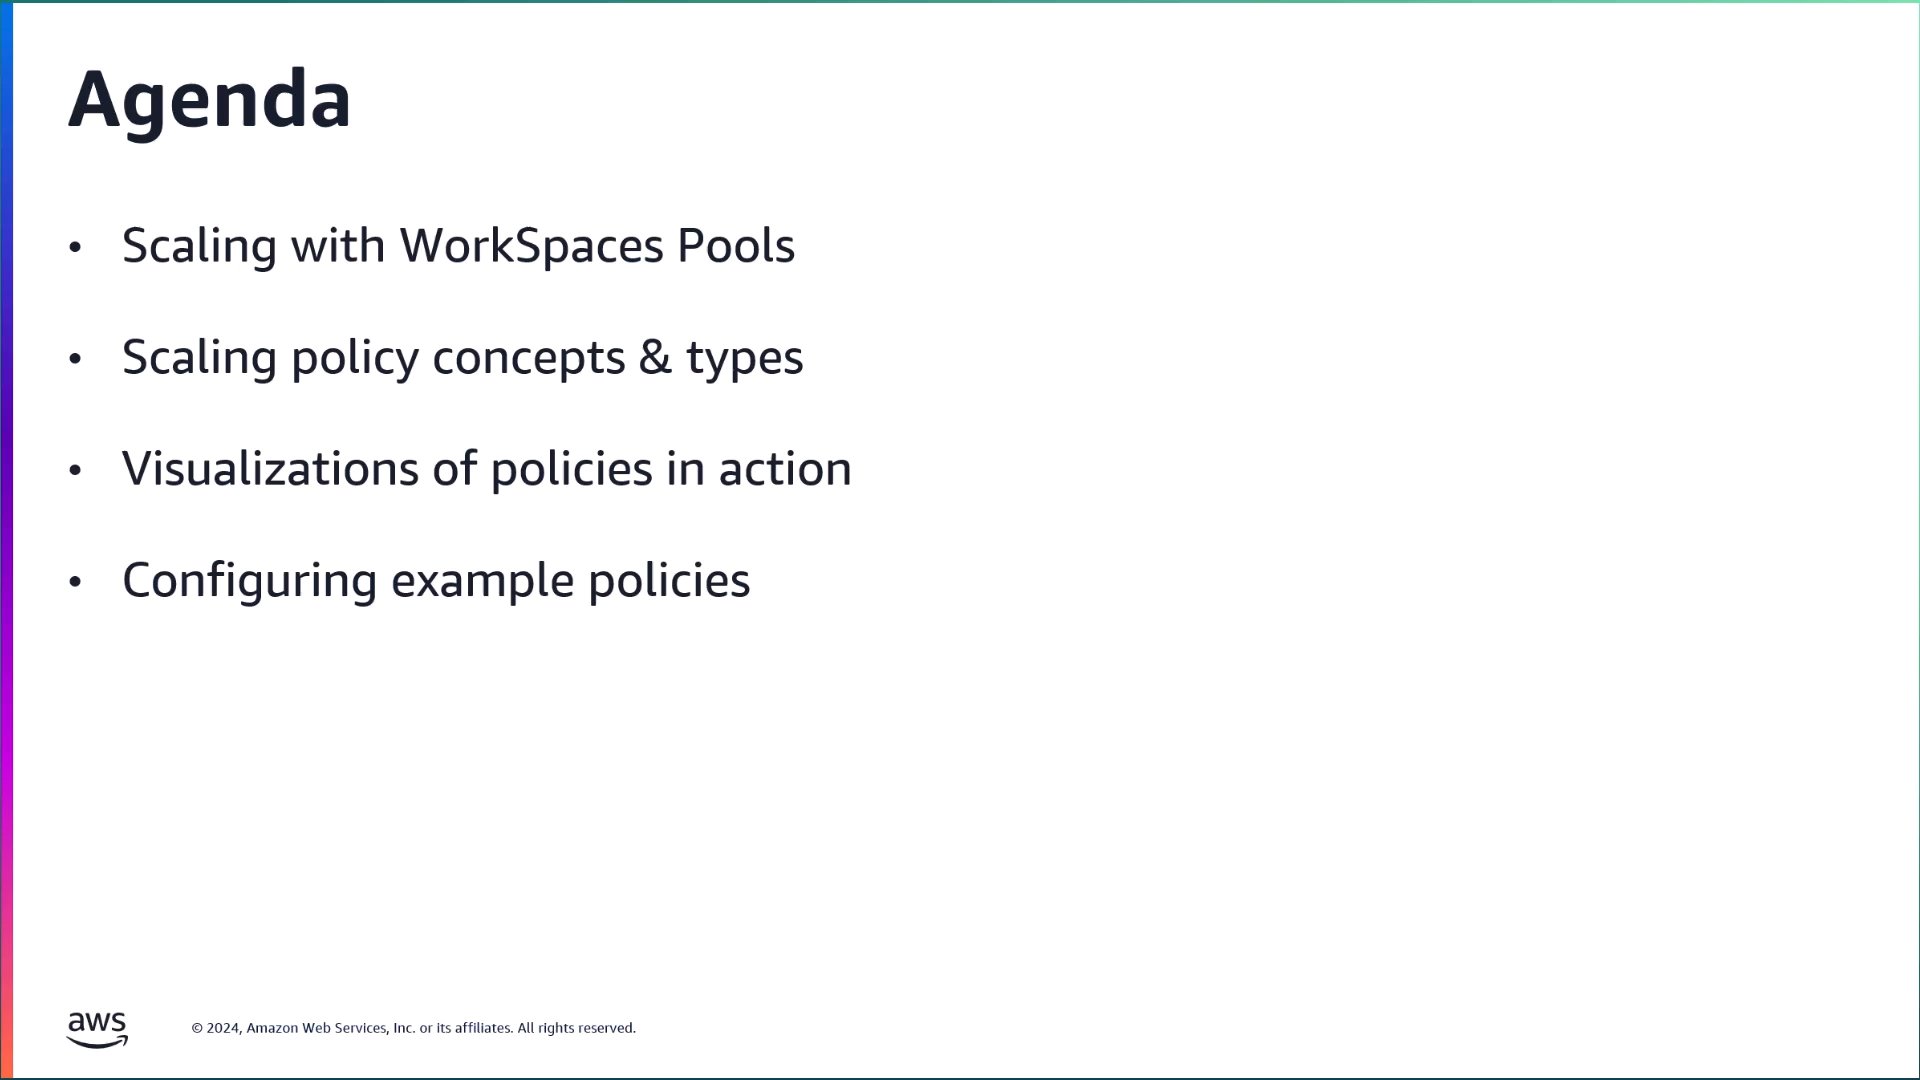 Agenda
• Scaling with WorkSpaces Pools
• Scaling policy concepts & types
• Visualizations of policies in action
• Configuring example policies
aws
© 2024, Amazon Web Services, Inc. or its affiliates. All rights reserved.